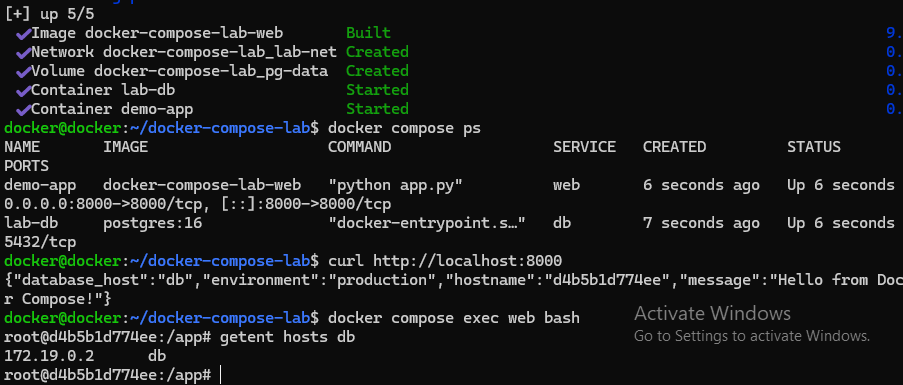 [+] up 5/5
✔Image docker-compose-lab-web Built 9.
✔Network docker-compose-lab_lab-net Created 0.
✔Volume docker-compose-lab_pg-data Created 0.
✔Container lab-db Started 0.
✔Container demo-app Started 0.
docker@docker:~/docker-compose-lab$ docker compose ps
NAME IMAGE COMMAND SERVICE CREATED STATUS
PORTS
demo-app docker-compose-lab-web "python app.py" web 6 seconds ago Up 6 seconds
0.0.0.0:8000->8000/tcp, [::]:8000->8000/tcp
lab-db postgres:16 "docker-entrypoint.s…" db 7 seconds ago Up 6 seconds
5432/tcp
docker@docker:~/docker-compose-lab$ curl http://localhost:8000
{"database_host":"db","environment":"production","hostname":"d4b5b1d774ee","message":"Hello from Doc
r Compose!"}
docker@docker:~/docker-compose-lab$ docker compose exec web bash
root@d4b5b1d774ee:/app# getent hosts db
172.19.0.2 db
root@d4b5b1d774ee:/app#
Activate Windows
Go to Settings to activate Windows.